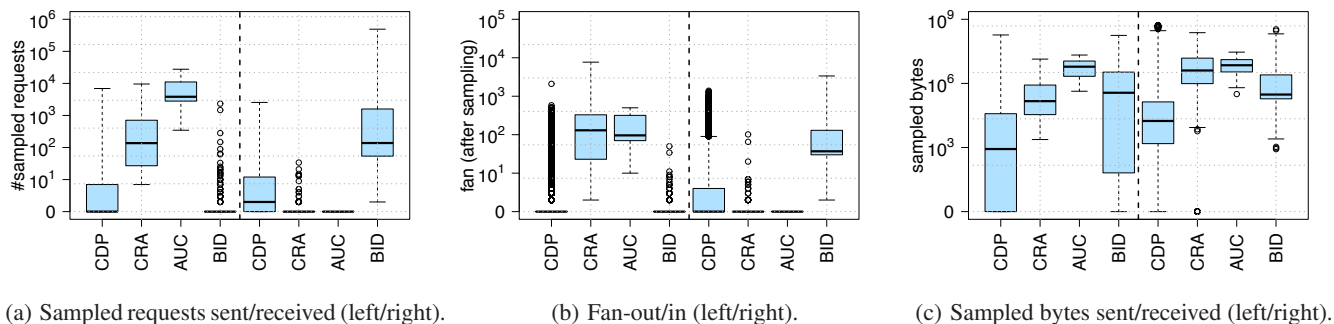 #sampled requests
10^6
10^5
10^4
10^3
10^2
10^1
0
CDP
CRA
AUC
BID
CDP
CRA
AUC
BID
(a) Sampled requests sent/received (left/right).
fan (after sampling)
10^5
10^4
10^3
10^2
10^1
0
CDP
CRA
AUC
BID
CDP
CRA
AUC
BID
(b) Fan-out/in (left/right).
sampled bytes
10^9
10^6
10^3
0
CDP
CRA
AUC
BID
CDP
CRA
AUC
BID
(c) Sampled bytes sent/received (left/right).